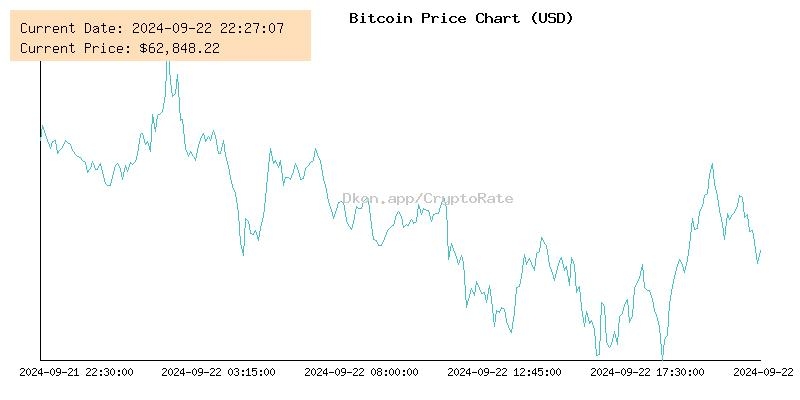 Bitcoin Price Chart (USD)
Current Date: 2024-09-22 22:27:07
Current Price: $62,848.22
Dkon.app/CryptoRate
2024-09-21 22:30:00
2024-09-22 03:15:00
2024-09-22 08:00:00
2024-09-22 12:45:00
2024-09-22 17:30:00
2024-09-22